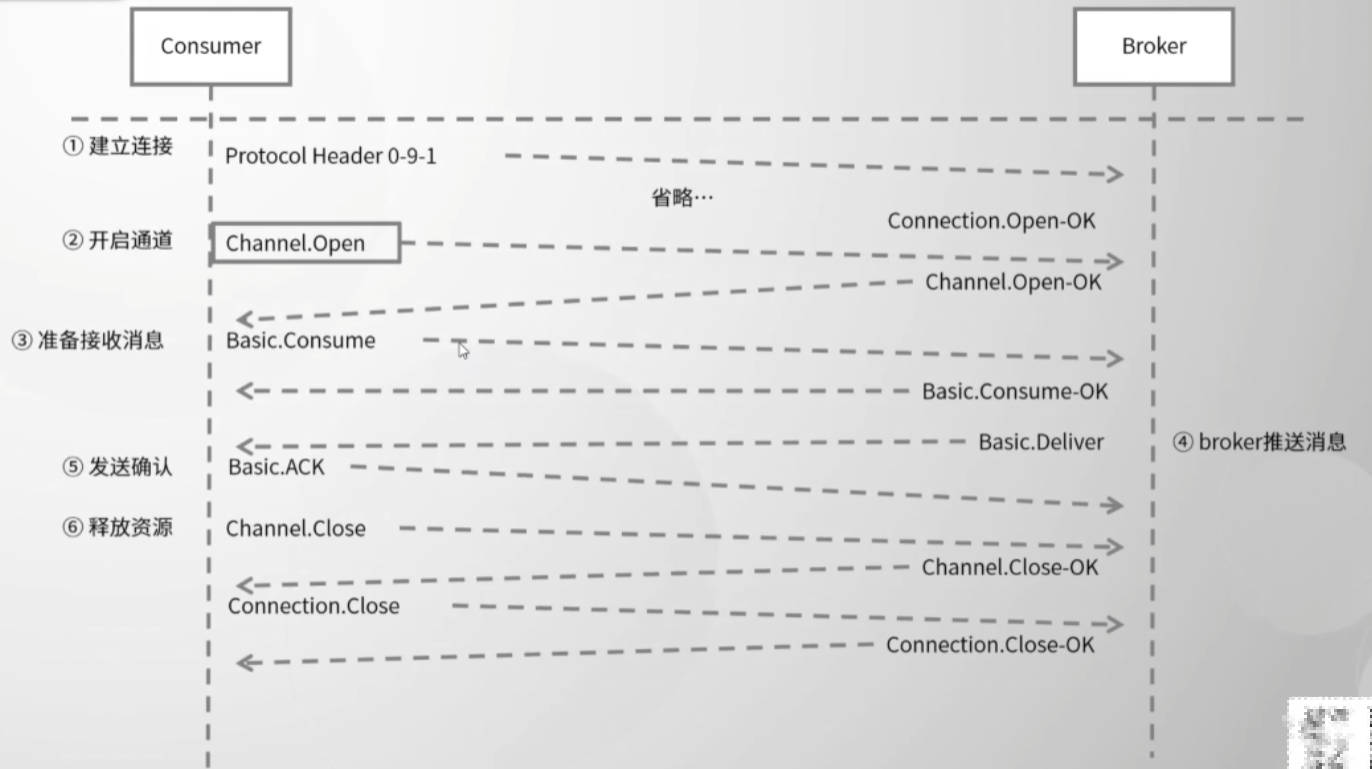 Consumer
Broker
① 建立连接
Protocol Header 0-9-1
省略…
Connection.Open-OK
② 开启通道
Channel.Open
Channel.Open-OK
③ 准备接收消息
Basic.Consume
Basic.Consume-OK
Basic.Deliver
④ broker推送消息
⑤ 发送确认
Basic.ACK
⑥ 释放资源
Channel.Close
Channel.Close-OK
Connection.Close
Connection.Close-OK